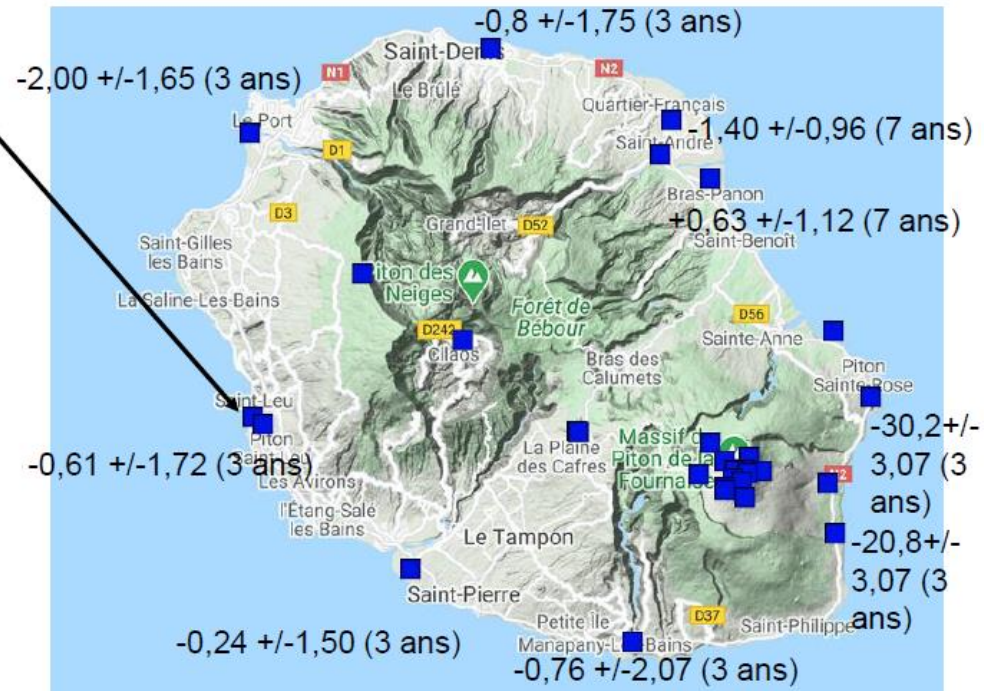 -0,8 +/-1,75 (3 ans)
Saint-Denis
N1
N2
-2,00 +/-1,65 (3 ans)
Le Brûlé
Quartier-Français
Le Port
-1,40 +/-0,96 (7 ans)
Saint-André
D1
Bras-Panon
D3
Grand-Ilet
D52
+0,63 +/-1,12 (7 ans)
Saint-Gilles
les Bains
Saint-Benoît
Piton des
Neiges
La Saline-Les-Bains
Forêt de
Bébour
D56
D242
Cilaos
Sainte-Anne
Bras des
Calumets
Piton
Sainte-Rose
Saint-Leu
Piton
Saint-Leu
-30,2+/-
3,07 (3
ans)
La Plaine
des Cafres
Massif du
Piton de la
Fournaise
-0,61 +/-1,72 (3 ans)
N2
Les Avirons
l'Étang-Salé
les Bains
Le Tampon
-20,8+/-
3,07 (3
ans)
Saint-Pierre
D37
Petite Île
Saint-Philippe
-0,24 +/-1,50 (3 ans)
Manapany-Les-Bains
-0,76 +/-2,07 (3 ans)